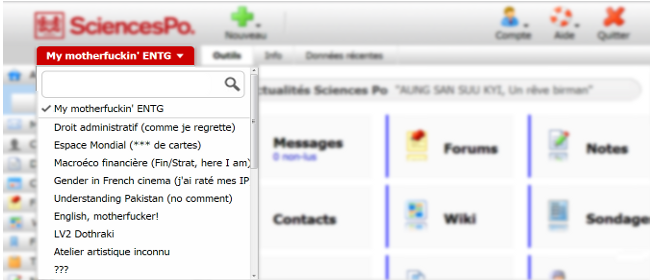 SciencesPo.
Nouveau
Compte
Aide
Quitter
My motherfuckin' ENTG
Outils
Info
Données récentes
My motherfuckin' ENTG
Droit administratif (comme je regrette)
Espace Mondial (*** de cartes)
Macroéco financière (Fin/Strat, here I am)
Gender in French cinema (j'ai raté mes IP
Understanding Pakistan (no comment)
English, motherfucker!
LV2 Dothraki
Atelier artistique inconnu
???
ctualités Sciences Po "AUNG SAN SUU KYI, Un rêve birman"
Messages
0 non-lus
Forums
Notes
Contacts
Wiki
Sondage